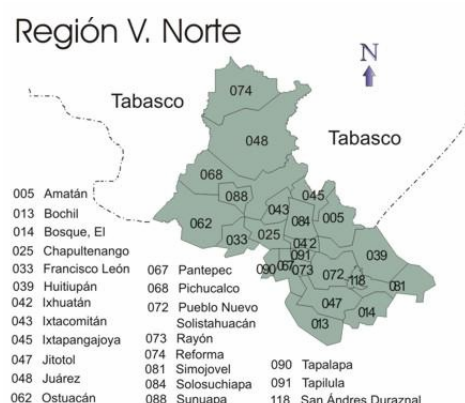 Región V. Norte
N
Tabasco
Tabasco
074
048
068
088
062
033
025
043
045
084
005
042
091
090
067
073
072
118
039
081
047
014
013
005 Amatán
013 Bochil
014 Bosque, El
025 Chapultenango
033 Francisco León
039 Huitiupán
042 Ixhuatán
043 Ixtacomitán
045 Ixtapangajoya
047 Jitotol
048 Juárez
062 Ostuacán
067 Pantepec
068 Pichucalco
072 Pueblo Nuevo
Solistahuacán
073 Rayón
074 Reforma
081 Simojovel
084 Solosuchiapa
088 Sunuapa
090 Tapalapa
091 Tapilula
118 San Ándres Duraznal